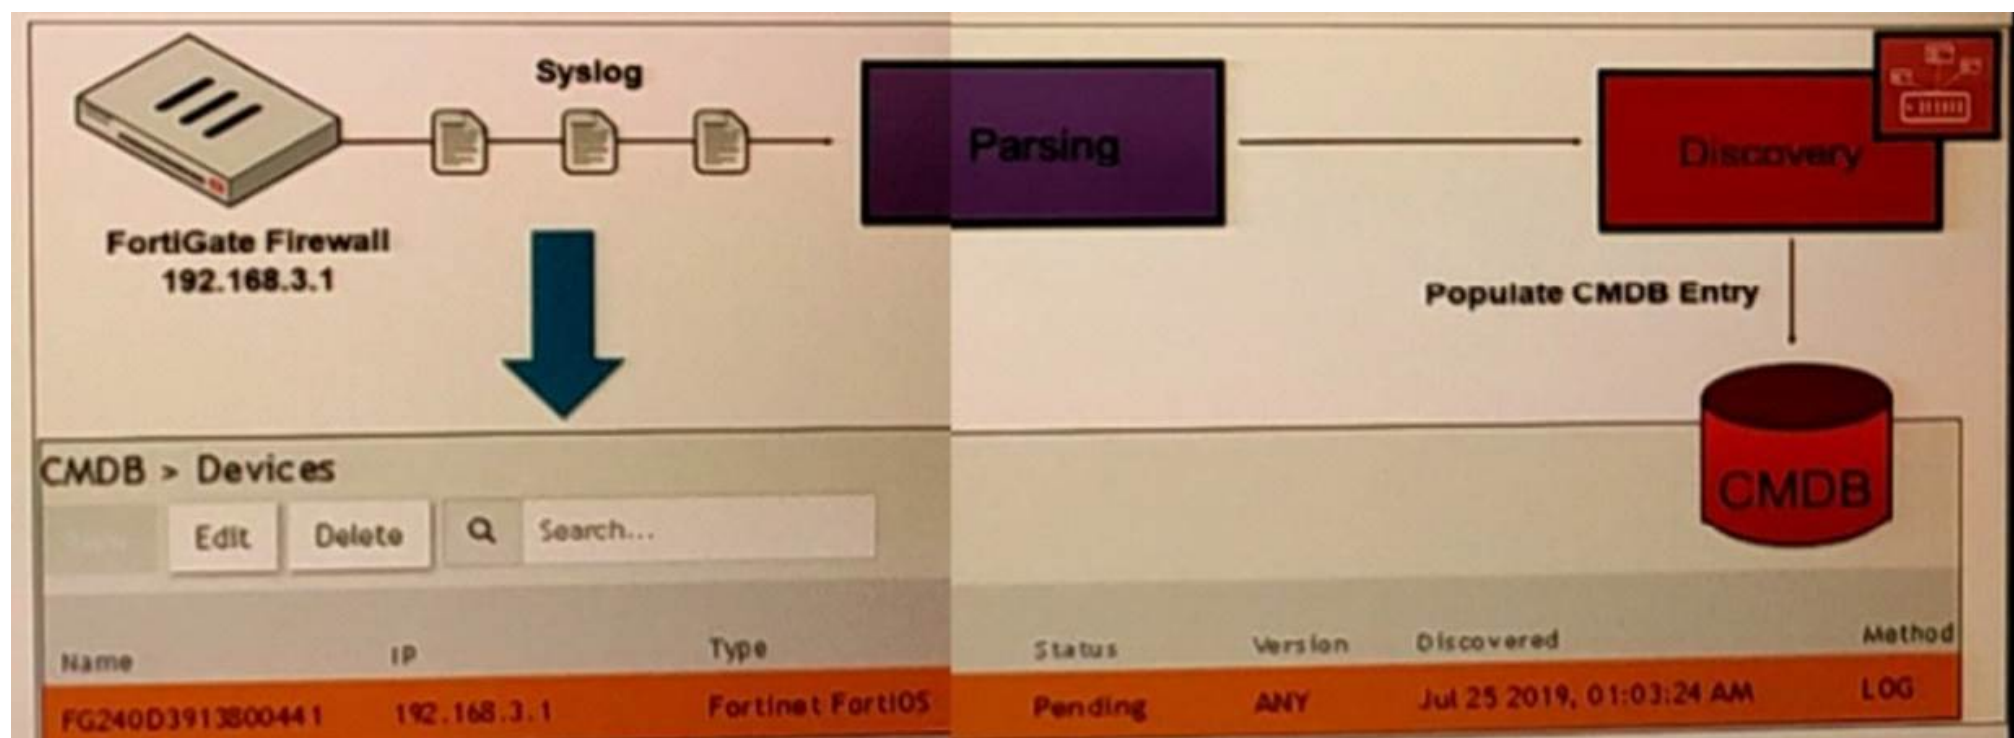 Syslog
Parsing
Discovery
FortiGate Firewall
192.168.3.1
Populate CMDB Entry
CMDB
CMDB > Devices
Edit
Delete
Search...
Name IP Type Status Version Discovered Method
FG240D3913800441 192.168.3.1 Fortinet FortiOS Pending ANY Jul 25 2019, 01:03:24 AM LOG